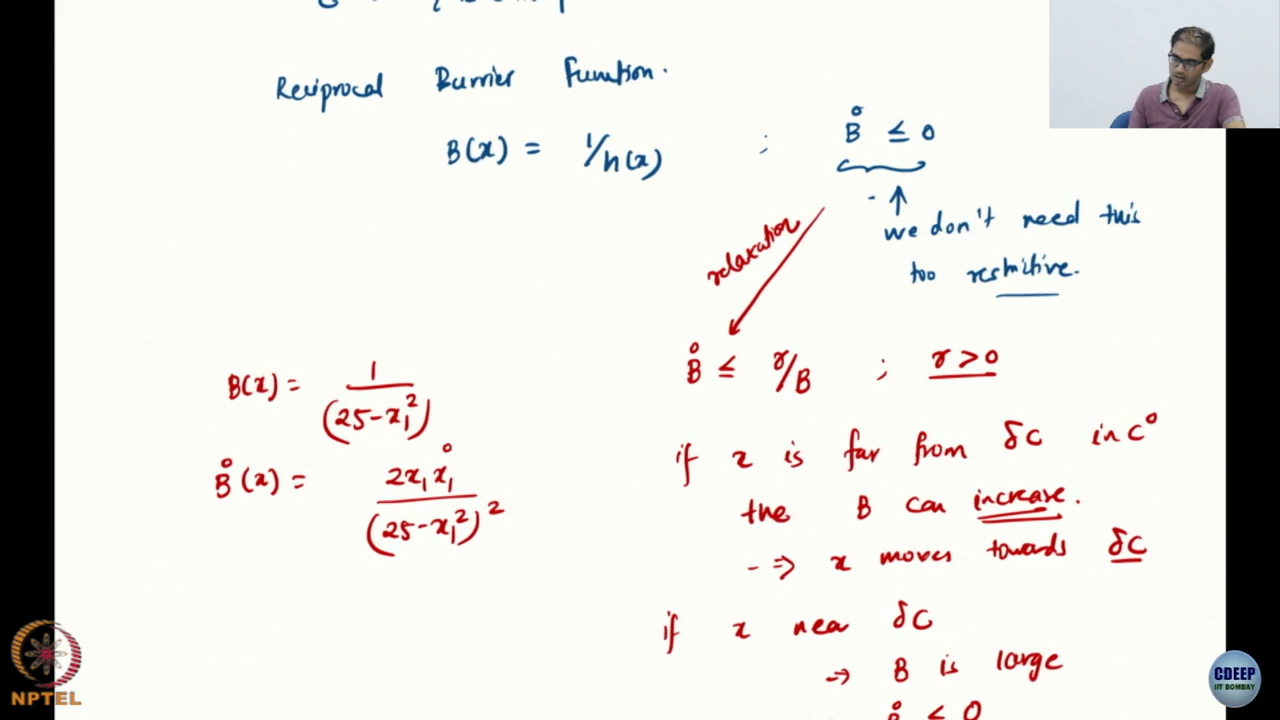 Reciprocal Barrier Function.
B(x) = 1/h(x) ; Ḃ ≤ 0
we don't need this
too restrictive.
relaxation
Ḃ ≤ r/B ; r > 0
B(x) = 1/(25-x₁²)
Ḃ(x) = 2x₁ẋ₁/(25-x₁²)²
if x is far from δC in C°
the B can increase.
-⇒ x moves towards δC
if x near δC
→ B is large
Ḃ ≤ 0
NPTEL
CDEEP
IIT BOMBAY